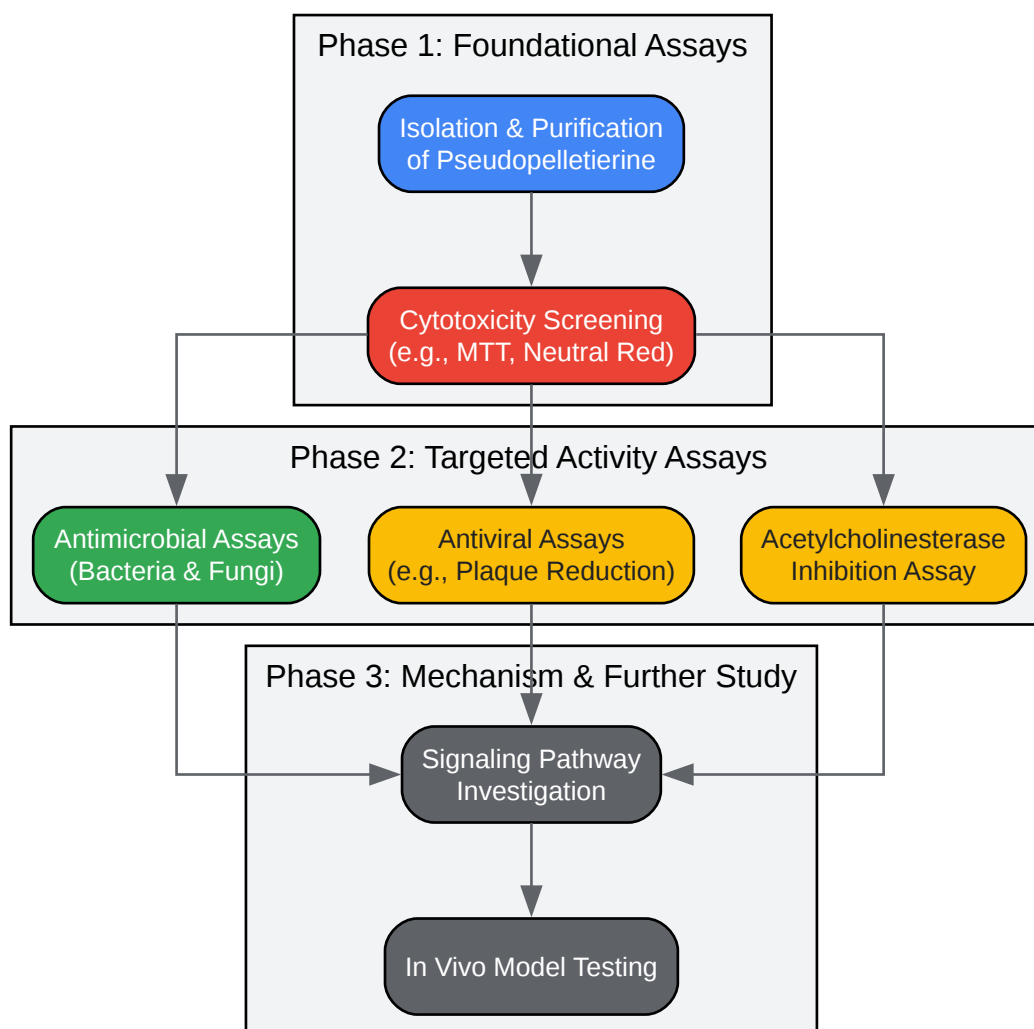 Phase 1: Foundational Assays
Isolation & Purification
of Pseudopelletierine
Cytotoxicity Screening
(e.g., MTT, Neutral Red)
Phase 2: Targeted Activity Assays
Antimicrobial Assays
(Bacteria & Fungi)
Antiviral Assays
(e.g., Plaque Reduction)
Acetylcholinesterase
Inhibition Assay
Phase 3: Mechanism & Further Study
Signaling Pathway
Investigation
In Vivo Model Testing